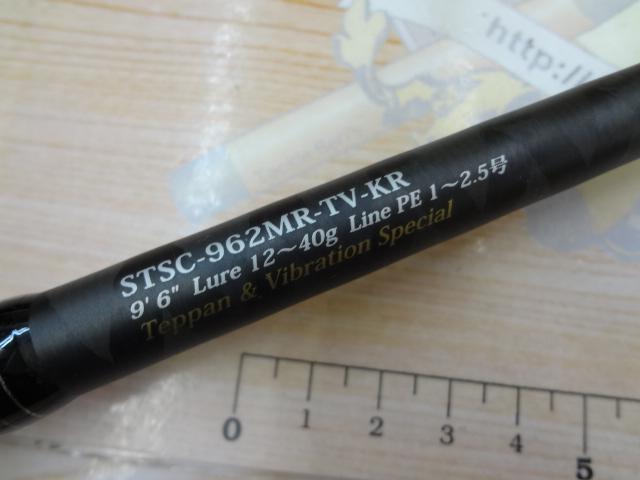 http://
STSC-962MR-TV-KR
9' 6" Lure 12～40g Line PE 1～2.5号
Teppan & Vibration Special
0 1 2 3 4 5